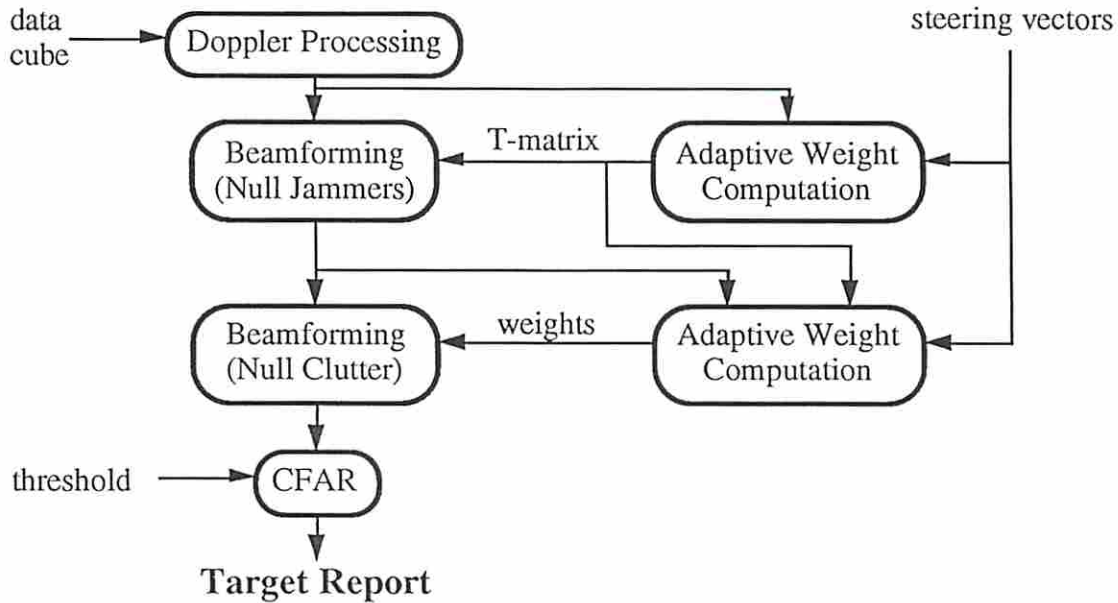 data
cube
Doppler Processing
steering vectors
Beamforming
(Null Jammers)
T-matrix
Adaptive Weight
Computation
Beamforming
(Null Clutter)
weights
Adaptive Weight
Computation
threshold
CFAR
Target Report